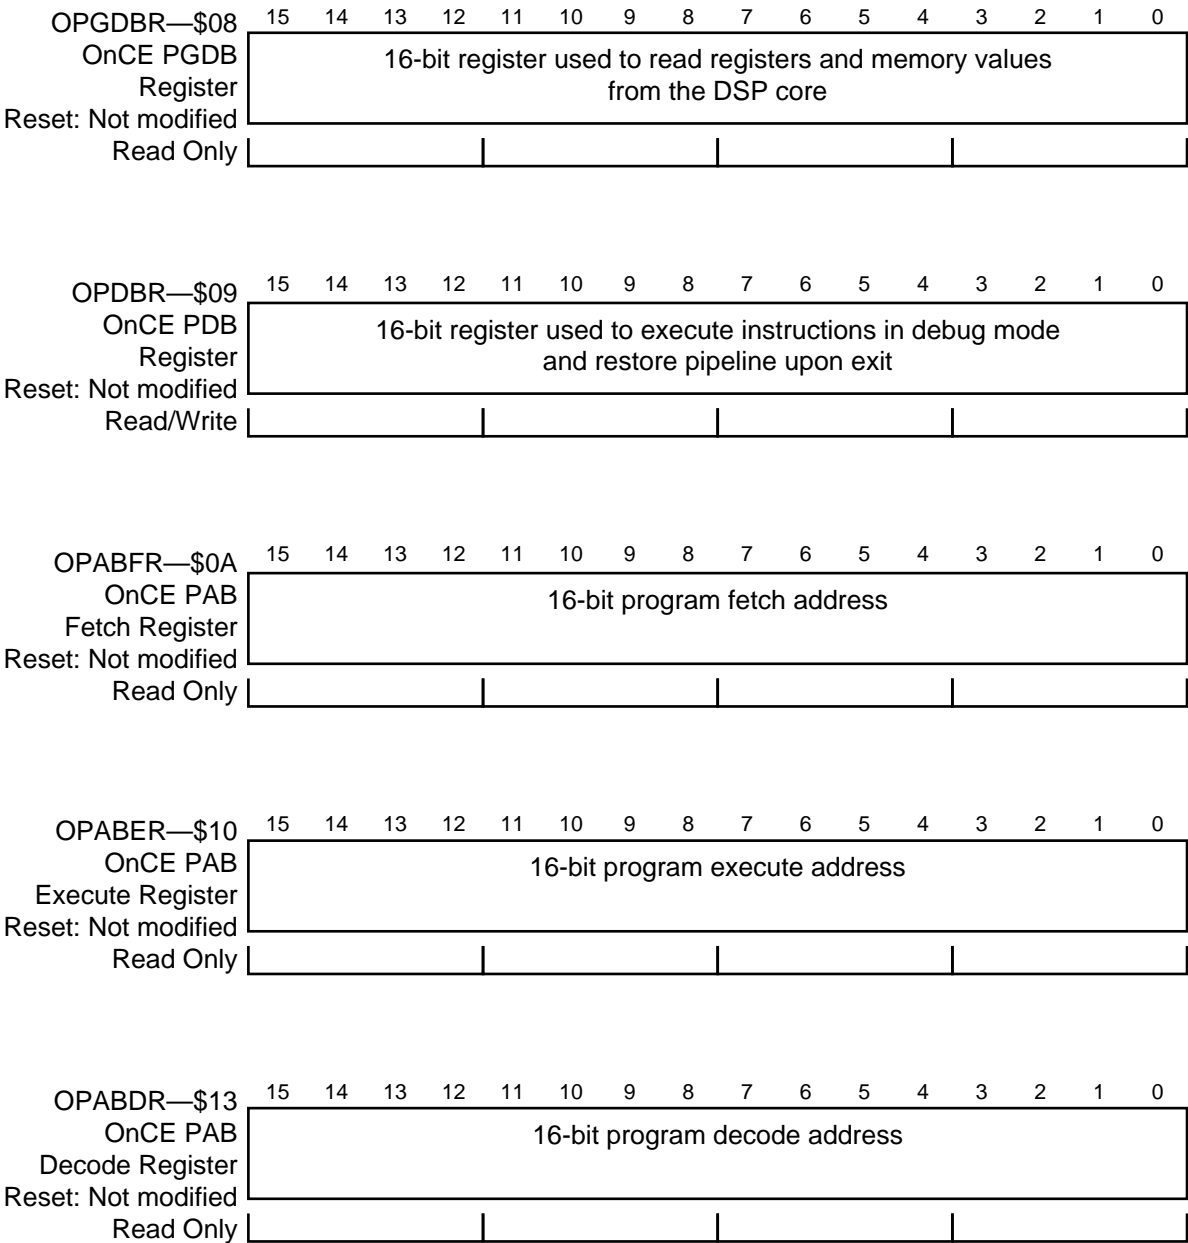 OPGDBR—$08 15 14 13 12 11 10 9 8 7 6 5 4 3 2 1 0
OnCE PGDB 16-bit register used to read registers and memory values
Register from the DSP core
Reset: Not modified
Read Only
OPDBR—$09 15 14 13 12 11 10 9 8 7 6 5 4 3 2 1 0
OnCE PDB 16-bit register used to execute instructions in debug mode
Register and restore pipeline upon exit
Reset: Not modified
Read/Write
OPABFR—$0A 15 14 13 12 11 10 9 8 7 6 5 4 3 2 1 0
OnCE PAB 16-bit program fetch address
Fetch Register
Reset: Not modified
Read Only
OPABER—$10 15 14 13 12 11 10 9 8 7 6 5 4 3 2 1 0
OnCE PAB 16-bit program execute address
Execute Register
Reset: Not modified
Read Only
OPABDR—$13 15 14 13 12 11 10 9 8 7 6 5 4 3 2 1 0
OnCE PAB 16-bit program decode address
Decode Register
Reset: Not modified
Read Only